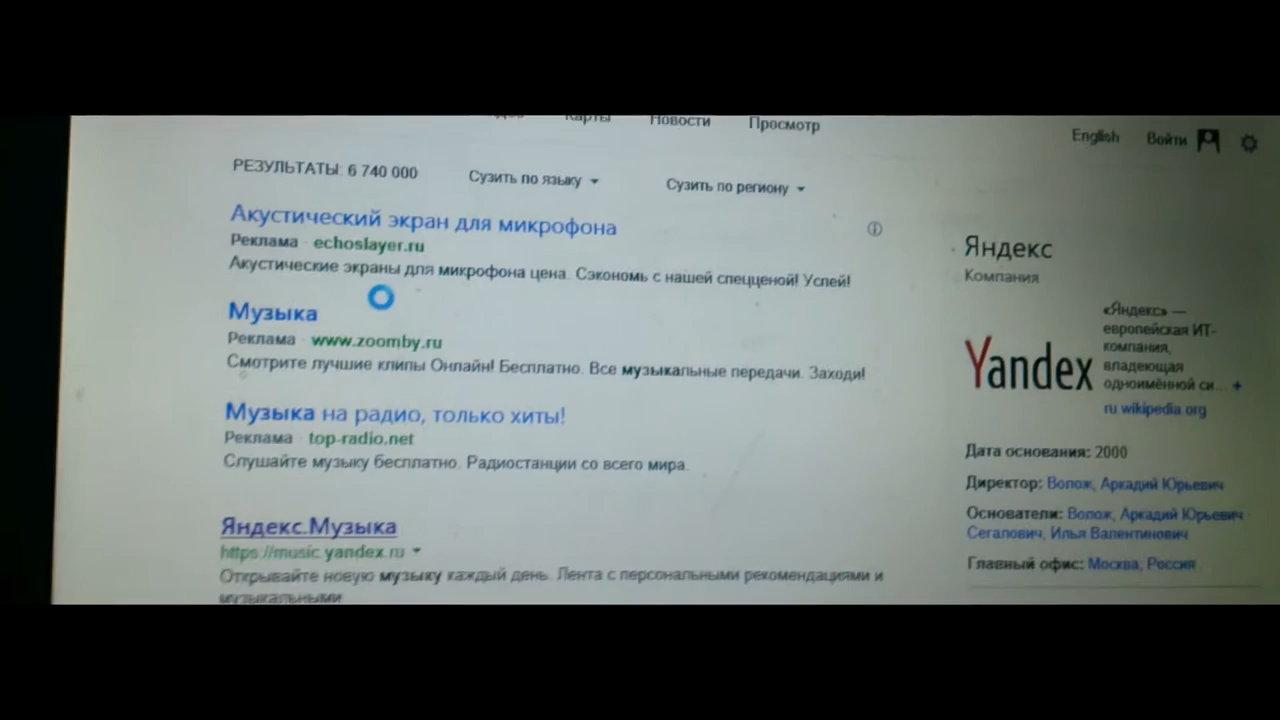 Карты Новости Просмотр
English Войти
РЕЗУЛЬТАТЫ: 6 740 000 Сузить по языку Сузить по региону
Акустический экран для микрофона
Реклама · echoslayer.ru
Акустические экраны для микрофона цена. Сэкономь с нашей спецценой! Успей!
Музыка
Реклама · www.zoomby.ru
Смотрите лучшие клипы Онлайн! Бесплатно. Все музыкальные передачи. Заходи!
Музыка на радио, только хиты!
Реклама · top-radio.net
Слушайте музыку бесплатно. Радиостанции со всего мира.
Яндекс.Музыка
https://music.yandex.ru
Открывайте новую музыку каждый день. Лента с персональными рекомендациями и
музыкальными
Яндекс
Компания
Yandex
«Яндекс» —
европейская ИТ-
компания,
владеющая
одноимённой си... +
ru.wikipedia.org
Дата основания: 2000
Директор: Волож, Аркадий Юрьевич
Основатели: Волож, Аркадий Юрьевич ·
Сегалович, Илья Валентинович
Главный офис: Москва, Россия